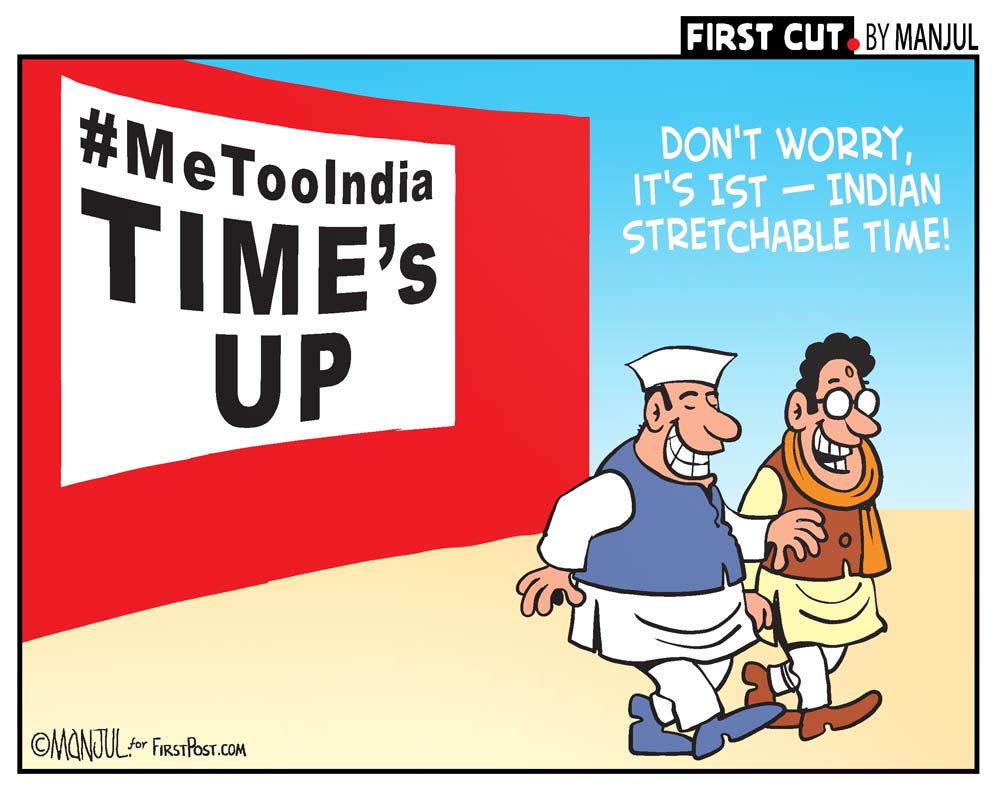 FIRST CUT. BY MANJUL
#MeTooIndia
TIME's
UP
DON'T WORRY,
IT'S IST – INDIAN
STRETCHABLE TIME!
©MANJUL. for FIRSTPOST.COM